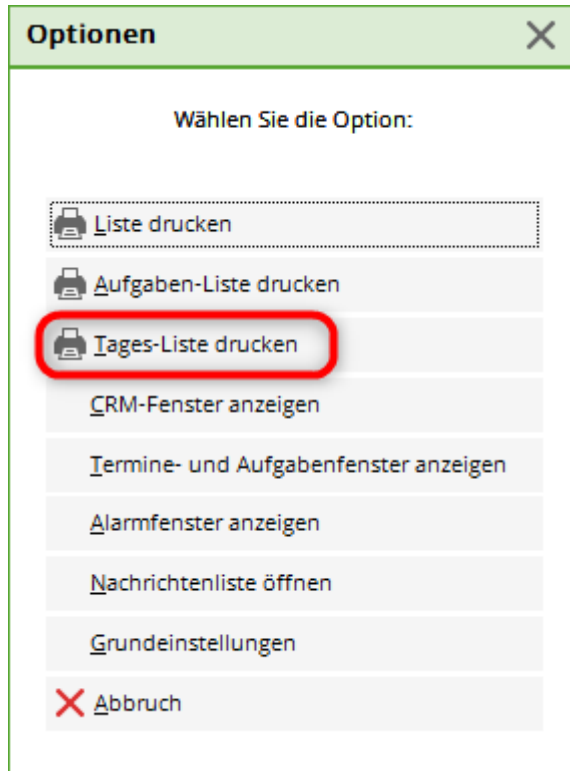 Optionen
Wählen Sie die Option:
Liste drucken
Aufgaben-Liste drucken
Tages-Liste drucken
CRM-Fenster anzeigen
Termine- und Aufgabenfenster anzeigen
Alarmfenster anzeigen
Nachrichtenliste öffnen
Grundeinstellungen
Abbruch